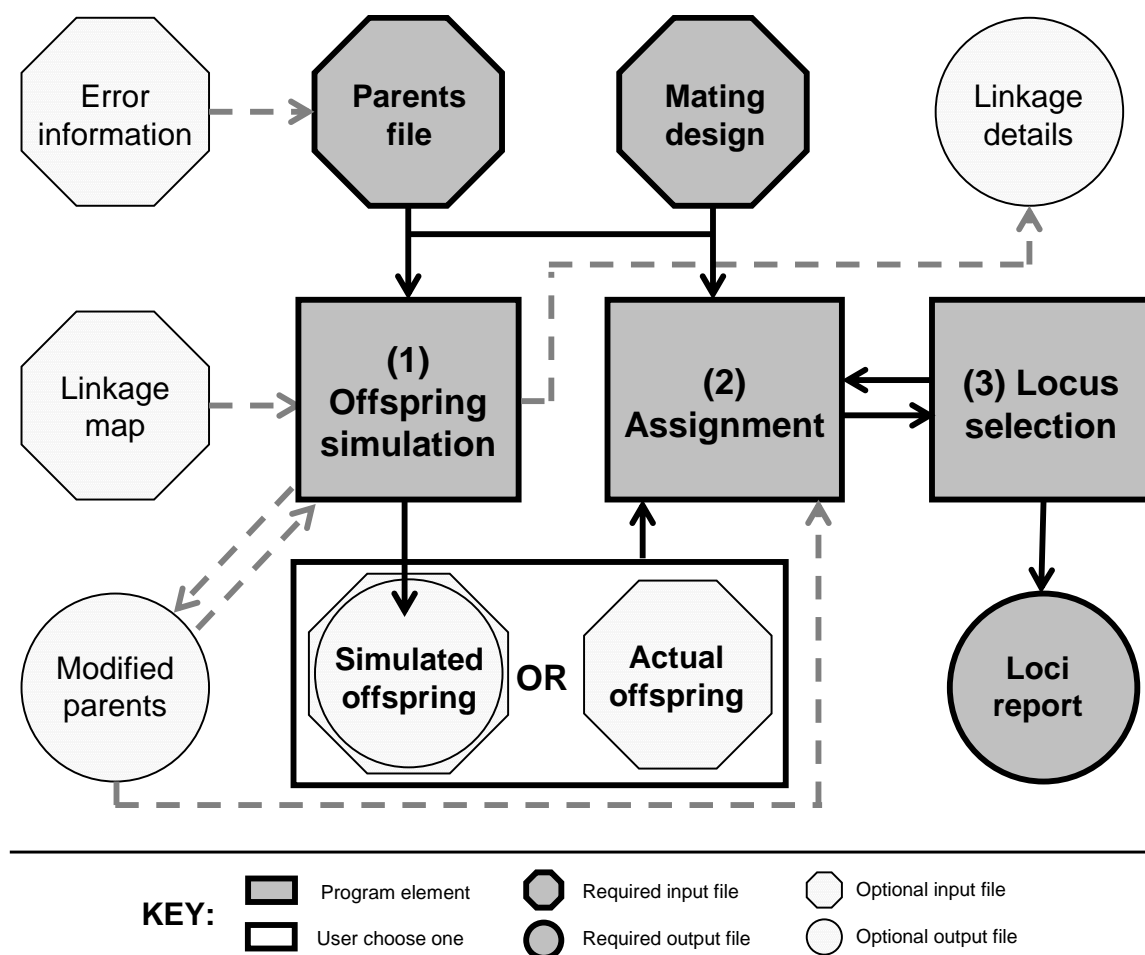 Error
information
Parents
file
Mating
design
Linkage
details
Linkage
map
(1)
Offspring
simulation
(2)
Assignment
(3) Locus
selection
Modified
parents
Simulated
offspring
OR
Actual
offspring
Loci
report
KEY:
Program element
Required input file
Optional input file
User choose one
Required output file
Optional output file